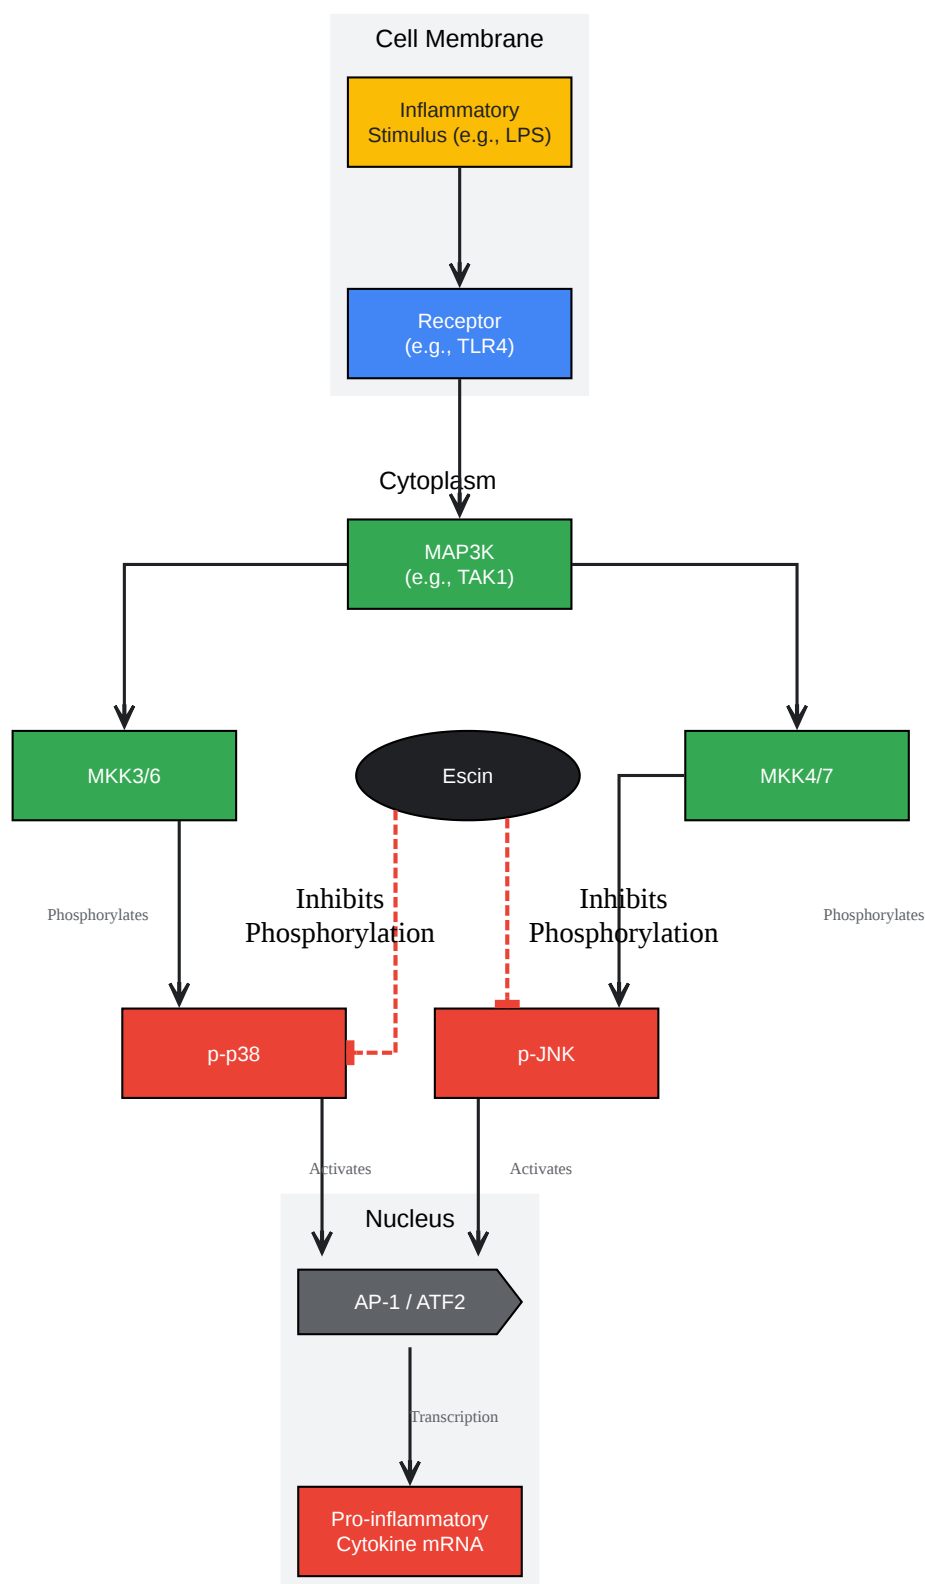 Cell Membrane
Inflammatory
Stimulus (e.g., LPS)
Receptor
(e.g., TLR4)
Cytoplasm
MAP3K
(e.g., TAK1)
MKK3/6
Escin
MKK4/7
Phosphorylates
Inhibits
Phosphorylation
Inhibits
Phosphorylation
Phosphorylates
p-p38
p-JNK
Activates
Activates
Nucleus
AP-1 / ATF2
Transcription
Pro-inflammatory
Cytokine mRNA